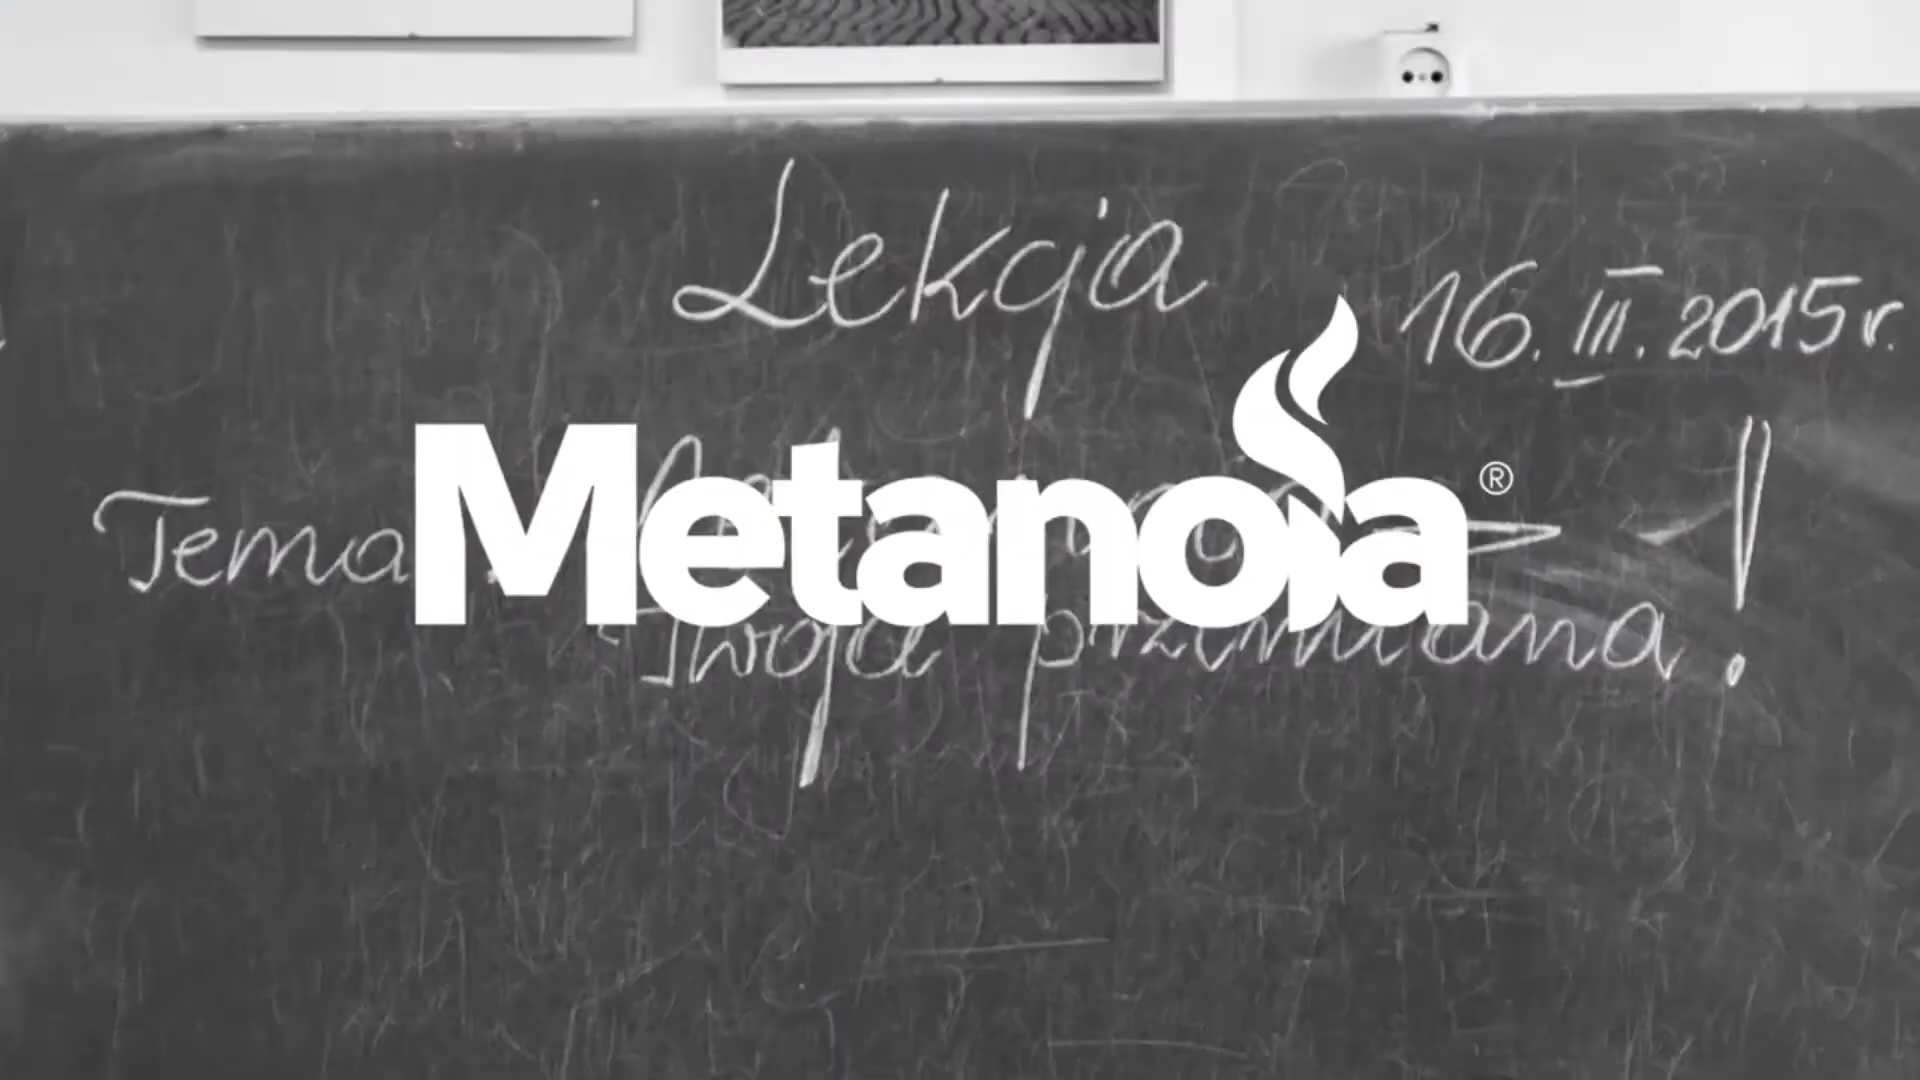 Lekcja
16. III. 2015 r.
Metanoia®
Temat:
Twoja przemiana!